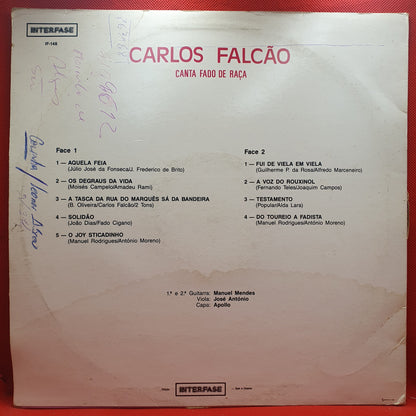 INTERFASE
IF-148
CARLOS FALCÃO
CANTA FADO DE RAÇA
Face 1
1 — AQUELA FEIA
(Júlio José da Fonseca/J. Frederico de Brito)
2 — OS DEGRAUS DA VIDA
(Moisés Campelo/Amadeu Rami)
3 — A TASCA DA RUA DO MARQUÊS SÁ DA BANDEIRA
(B. Oliveira/Carlos Falcão/2 Tons)
4 — SOLIDÃO
(João Dias/Fado Cigano)
5 — O JOY STICADINHO
(Manuel Rodrigues/António Moreno)
Face 2
1 — FUI DE VIELA EM VIELA
(Guilherme P. da Rosa/Alfredo Marceneiro)
2 — A VOZ DO ROUXINOL
(Fernando Teles/Joaquim Campos)
3 — TESTAMENTO
(Popular/Alda Lara)
4 — DO TOUREIO A FADISTA
(Manuel Rodrigues/António Moreno)
1.ª e 2.ª Guitarra: Manuel Mendes
Viola: José António
Capa: Apollo
INTERFASE